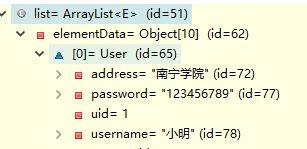 list= ArrayList<E> (id=51)
elementData= Object[10] (id=62)
[0]= User (id=65)
address= "南宁学院" (id=72)
password= "123456789" (id=77)
uid= 1
username= "小明" (id=78)